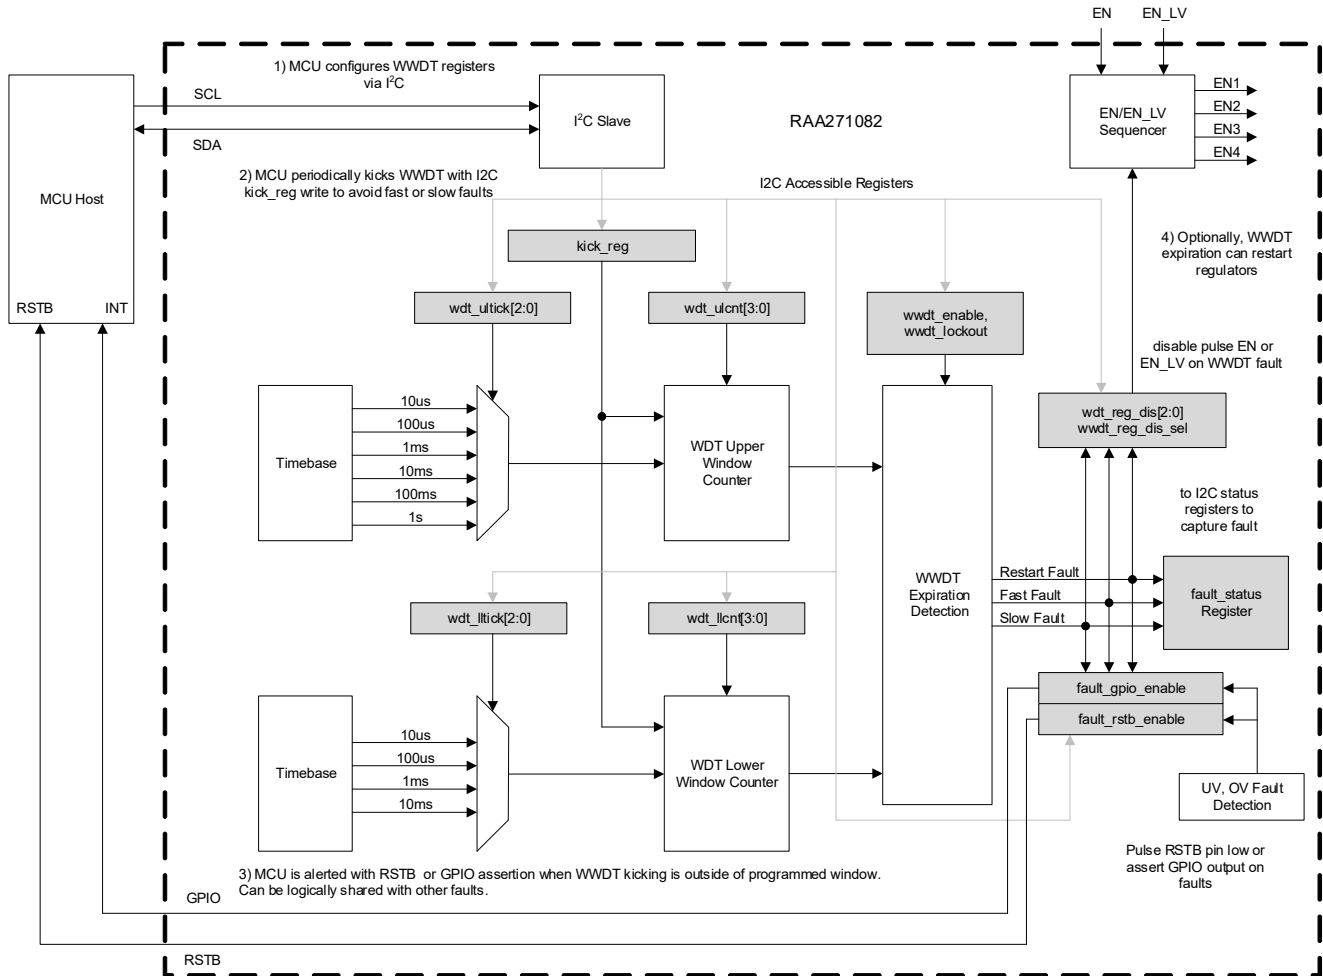 EN
EN_LV
1) MCU configures WWDT registers
via I²C
SCL
SDA
I²C Slave
RAA271082
EN/EN_LV
Sequencer
EN1
EN2
EN3
EN4
MCU Host
2) MCU periodically kicks WWDT with I2C
kick_reg write to avoid fast or slow faults
I2C Accessible Registers
kick_reg
4) Optionally, WWDT
expiration can restart
regulators
RSTB
INT
wdt_ultick[2:0]
wdt_ulcnt[3:0]
wwdt_enable,
wwdt_lockout
disable pulse EN or
EN_LV on WWDT fault
Timebase
10us
100us
1ms
10ms
100ms
1s
WDT Upper
Window
Counter
wdt_reg_dis[2:0]
wwdt_reg_dis_sel
to I2C status
registers to
capture fault
WWDT
Expiration
Detection
Restart Fault
Fast Fault
Slow Fault
fault_status
Register
wdt_lltick[2:0]
wdt_llcnt[3:0]
fault_gpio_enable
fault_rstb_enable
Timebase
10us
100us
1ms
10ms
WDT Lower
Window Counter
UV, OV Fault
Detection
Pulse RSTB pin low or
assert GPIO output on
faults
3) MCU is alerted with RSTB or GPIO assertion when WWDT kicking is outside of programmed window.
Can be logically shared with other faults.
GPIO
RSTB